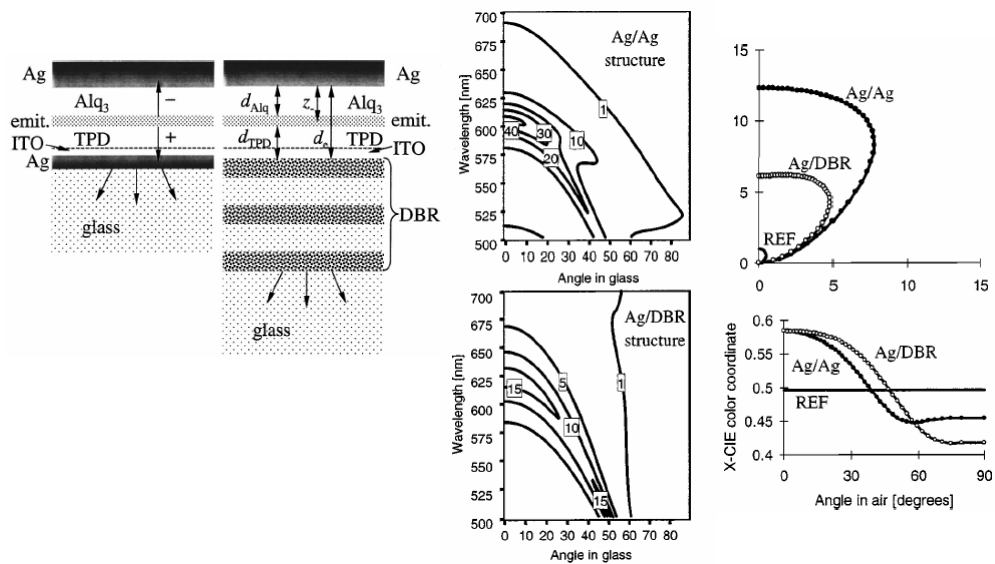 Ag
Alq3
−
emit.
TPD
+
ITO
Ag
glass
Ag
dAlq
z-
Alq3
dTPD
de
TPD
ITO
DBR
glass
Wavelength [nm]
700
675
650
625
600
575
550
525
500
Ag/Ag
structure
1
10
40
30
20
0 10 20 30 40 50 60 70 80
Angle in glass
Wavelength [nm]
700
675
650
625
600
575
550
525
500
Ag/DBR
structure
5
1
15
10
15
0 10 20 30 40 50 60 70 80
Angle in glass
15
10
5
0
Ag/Ag
Ag/DBR
REF
0 5 10 15
X-CIE color coordinate
0.6
0.55
0.5
0.45
0.4
Ag/DBR
Ag/Ag
REF
0 30 60 90
Angle in air [degrees]